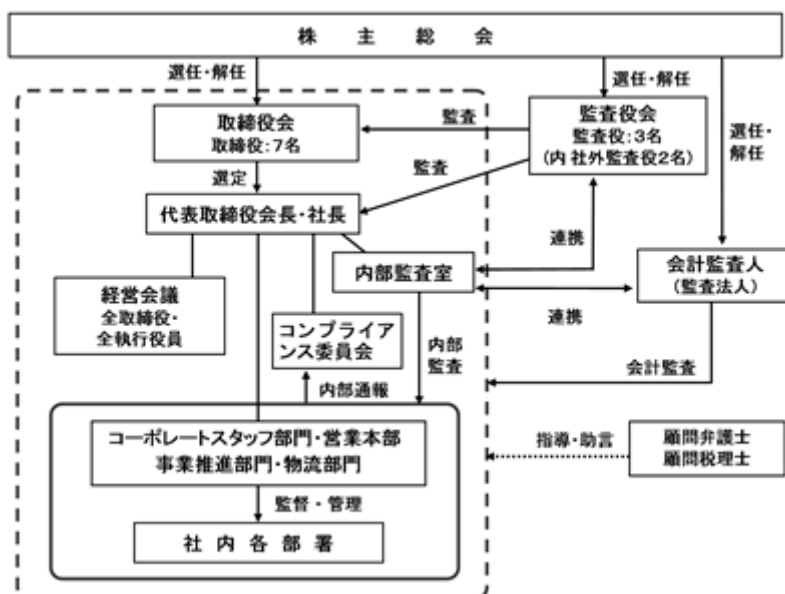 株主総会
選任・解任
選任・解任
選任・
解任
取締役会
取締役:7名
監査
監査役会
監査役:3名
(内 社外監査役2名)
選定
監査
代表取締役会長・社長
連携
内部監査室
会計監査人
(監査法人)
経営会議
全取締役・
全執行役員
コンプライア
ンス委員会
内部
監査
連携
会計監査
内部通報
コーポレートスタッフ部門・営業本部
事業推進部門・物流部門
指導・助言
顧問弁護士
顧問税理士
監督・管理
社内各部署